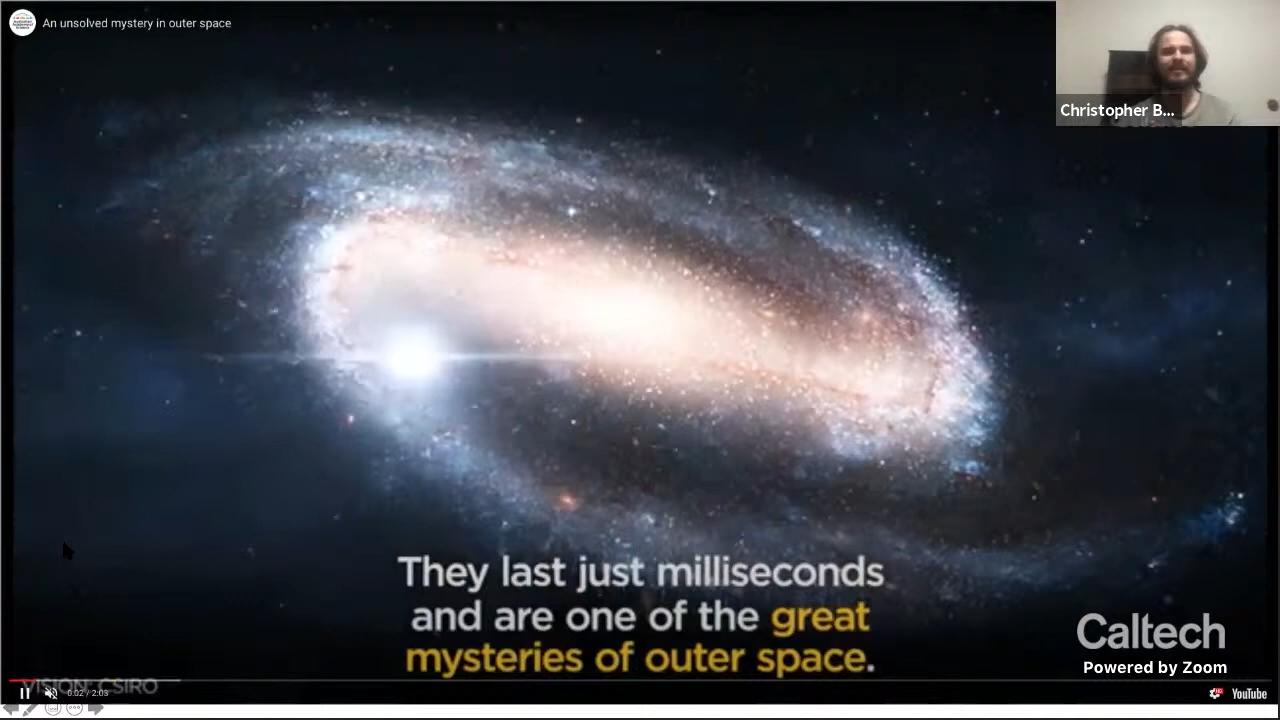 An unsolved mystery in outer space
Christopher B...
They last just milliseconds
and are one of the great
mysteries of outer space.
Caltech
Powered by Zoom
VISION: CSIRO
0:02 / 2:03
YouTube